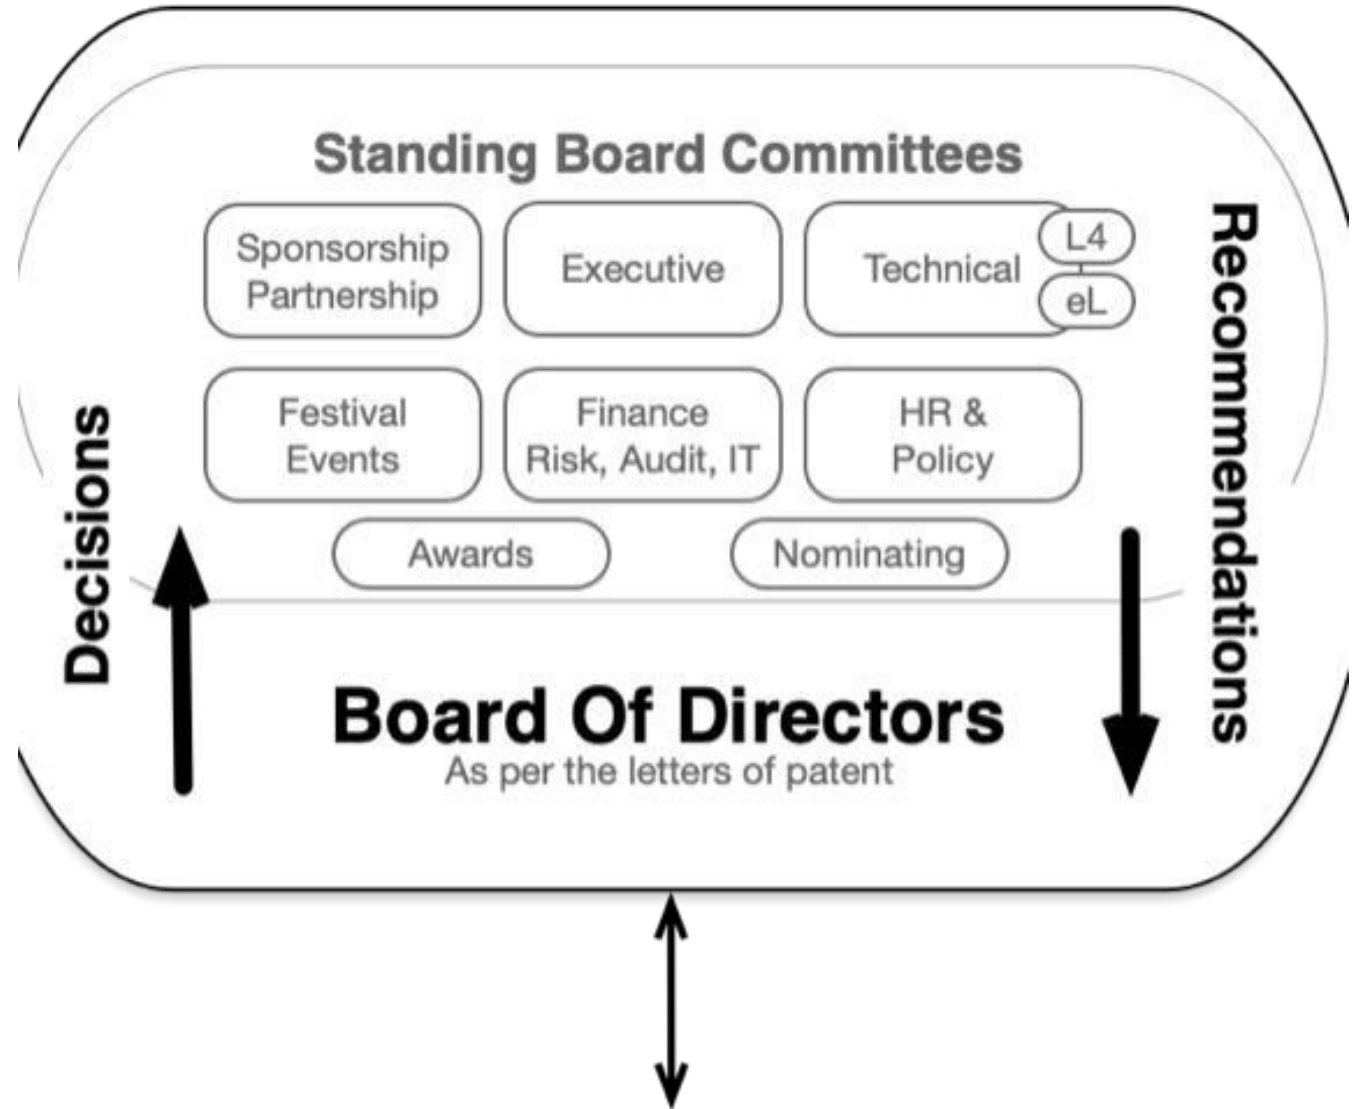 Standing Board Committees
Sponsorship
Partnership
Executive
Technical
L4
eL
Festival
Events
Finance
Risk, Audit, IT
HR &
Policy
Awards
Nominating
Decisions
Recommendations
Board Of Directors
As per the letters of patent